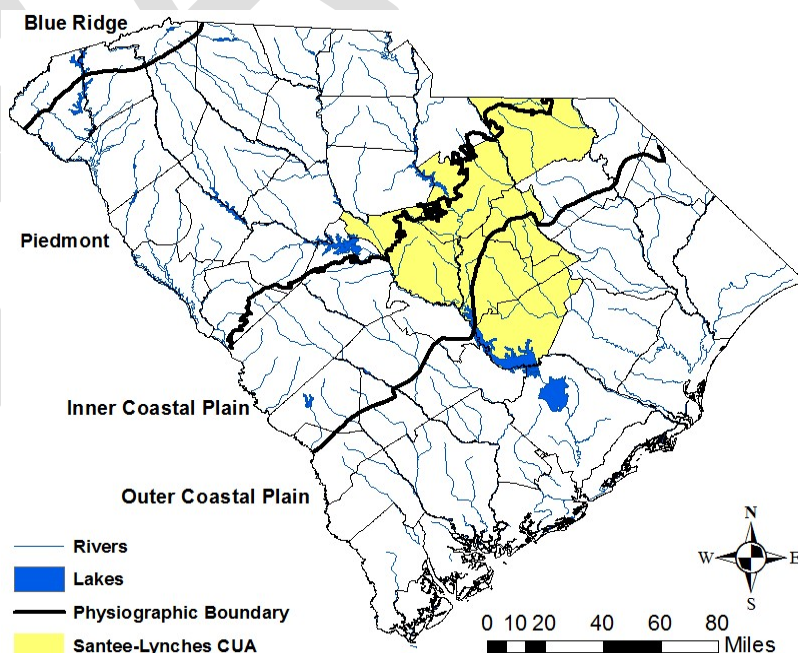 Blue Ridge
Piedmont
Inner Coastal Plain
Outer Coastal Plain
Rivers
Lakes
Physiographic Boundary
Santee-Lynches CUA
N
W E
S
0 10 20 40 60 80
Miles